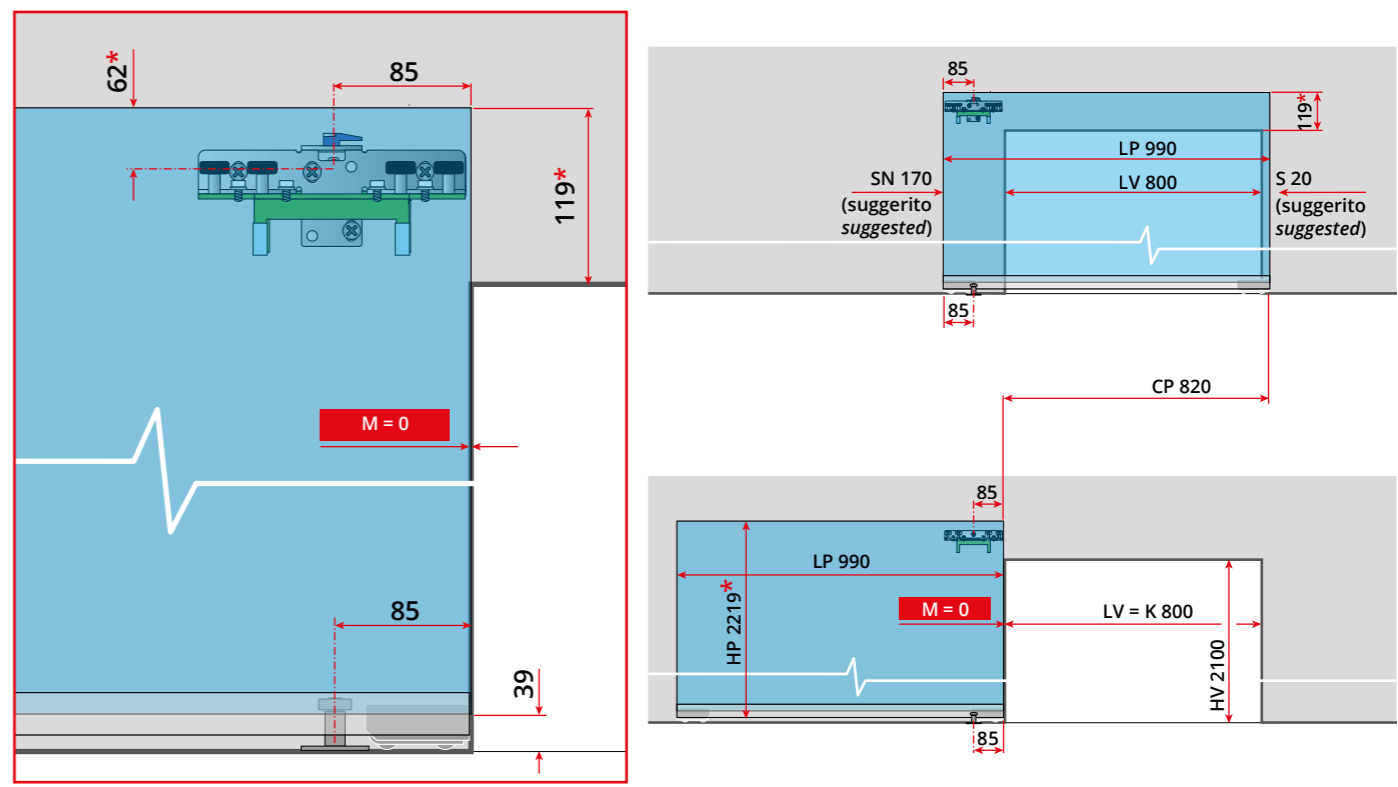 62*
85
119*
M = 0
85
39
85
119*
LP 990
SN 170
(suggerito
suggested)
LV 800
S 20
(suggerito
suggested)
85
CP 820
85
LP 990
HP 2219*
M = 0
LV = K 800
HV 2100
85